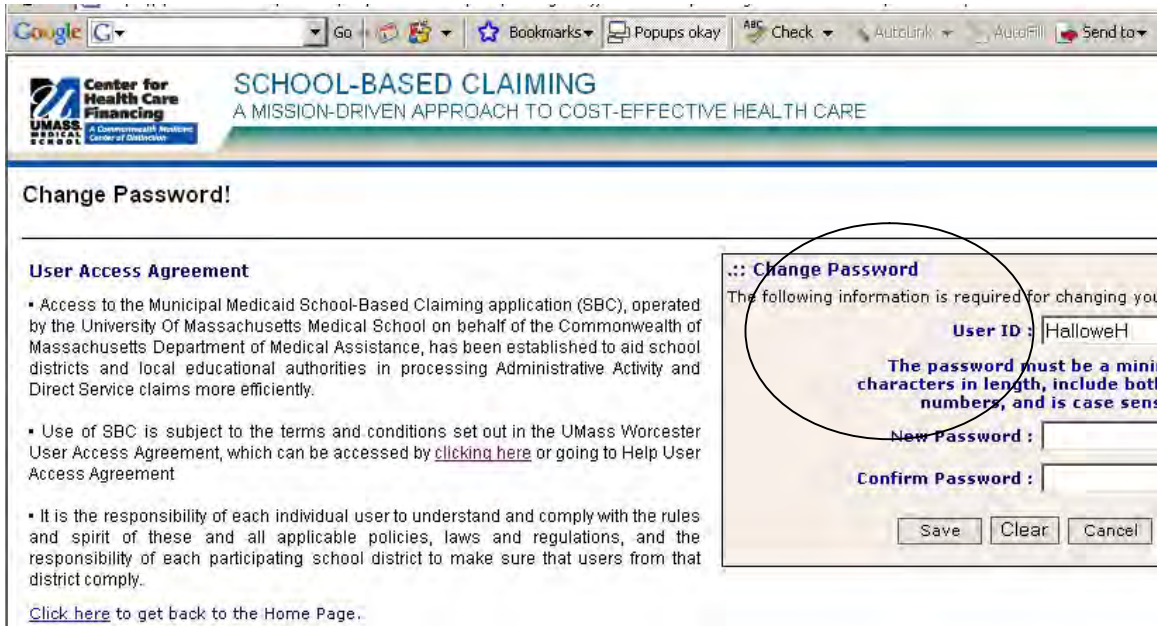 Google G Go Bookmarks Popups okay ABC Check AutoLink AutoFill Send to
Center for
Health Care
Financing
UMASS
MEDICAL
SCHOOL
A Commonwealth Medicine
Center of Distinction
SCHOOL-BASED CLAIMING
A MISSION-DRIVEN APPROACH TO COST-EFFECTIVE HEALTH CARE
Change Password!
User Access Agreement
▪ Access to the Municipal Medicaid School-Based Claiming application (SBC), operated
by the University Of Massachusetts Medical School on behalf of the Commonwealth of
Massachusetts Department of Medical Assistance, has been established to aid school
districts and local educational authorities in processing Administrative Activity and
Direct Service claims more efficiently.
▪ Use of SBC is subject to the terms and conditions set out in the UMass Worcester
User Access Agreement, which can be accessed by clicking here or going to Help User
Access Agreement
▪ It is the responsibility of each individual user to understand and comply with the rules
and spirit of these and all applicable policies, laws and regulations, and the
responsibility of each participating school district to make sure that users from that
district comply.
Click here to get back to the Home Page.
.:: Change Password
The following information is required for changing you
User ID : HalloweH
The password must be a mini
characters in length, include both
numbers, and is case sens
New Password :
Confirm Password :
Save Clear Cancel